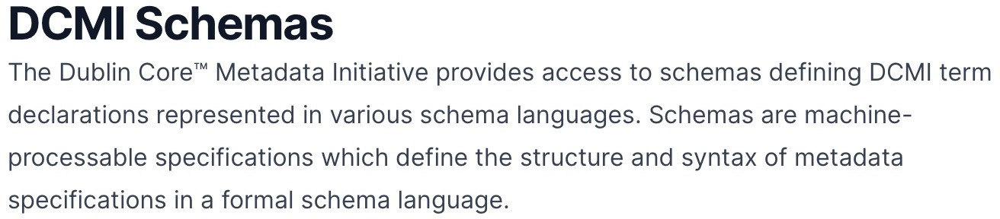 DCMI Schemas
The Dublin Core™ Metadata Initiative provides access to schemas defining DCMI term
declarations represented in various schema languages. Schemas are machine-
processable specifications which define the structure and syntax of metadata
specifications in a formal schema language.